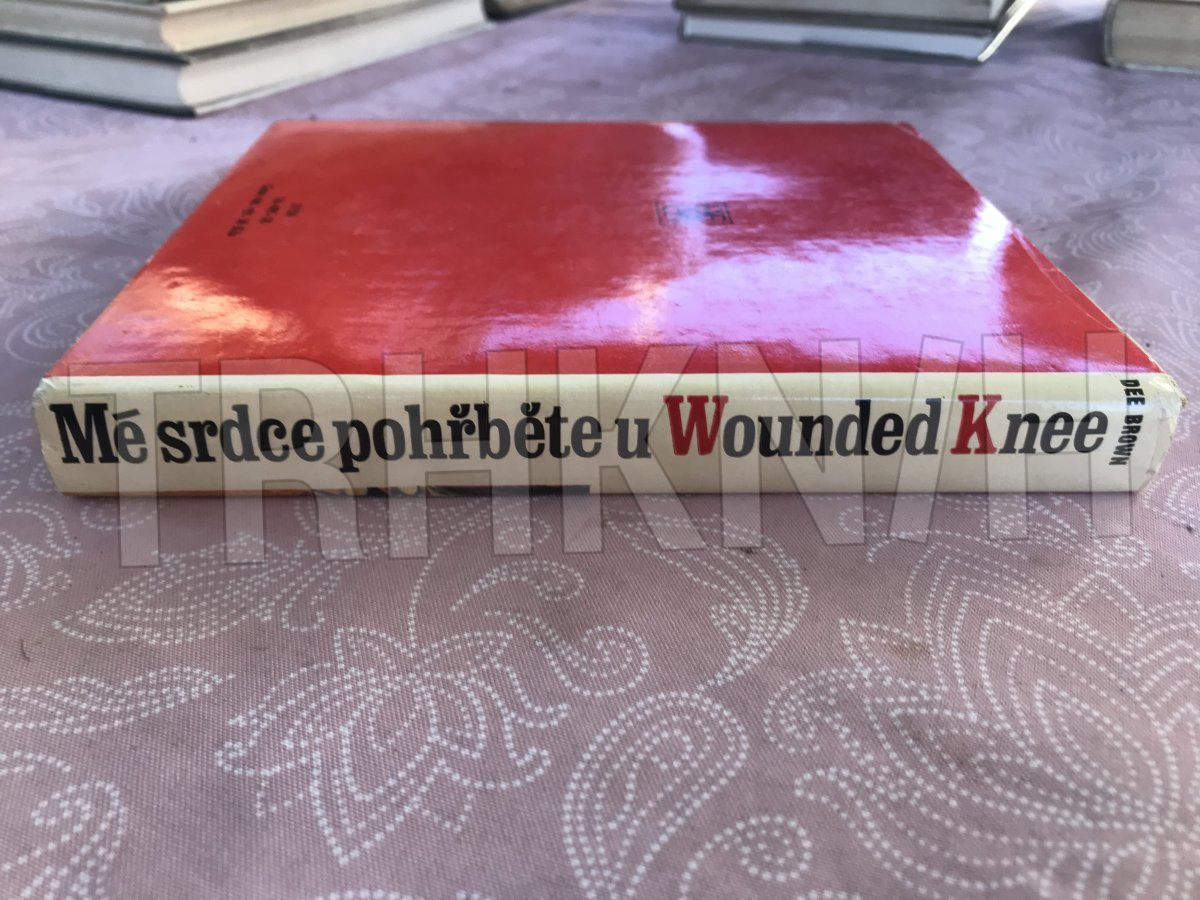 Mé srdce pohřběte u Wounded Knee
DEE BROWN
TRHKNIH